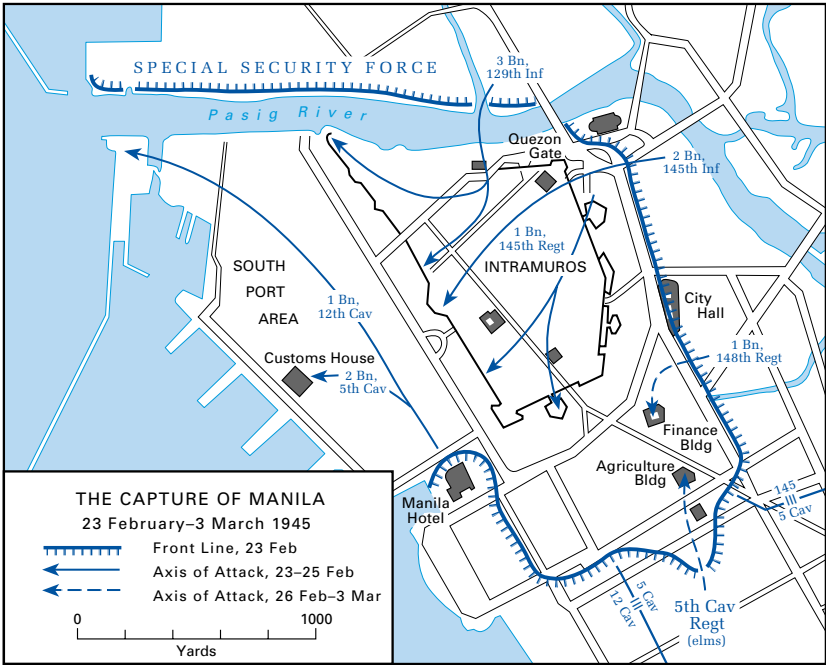 SPECIAL SECURITY FORCE
3 Bn,
129th Inf
Pasig River
Quezon
Gate
2 Bn,
145th Inf
1 Bn,
145th Regt
INTRAMUROS
SOUTH
PORT
AREA
1 Bn,
12th Cav
City
Hall
Customs House
2 Bn,
5th Cav
1 Bn,
148th Regt
Finance
Bldg
Agriculture
Bldg
Manila
Hotel
145
III
5 Cav
5 Cav
III
12 Cav
5th Cav
Regt
(elms)
THE CAPTURE OF MANILA
23 February–3 March 1945
Front Line, 23 Feb
Axis of Attack, 23–25 Feb
Axis of Attack, 26 Feb–3 Mar
0 1000
Yards